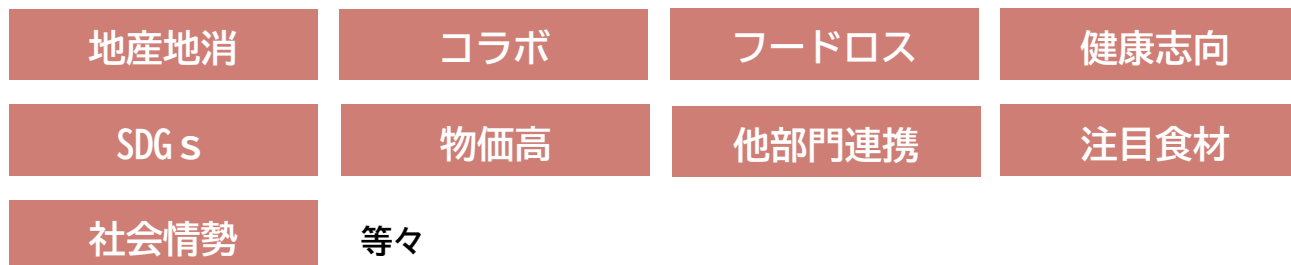 地産地消 コラボ フードロス 健康志向
SDGｓ 物価高 他部門連携 注目食材
社会情勢 等々